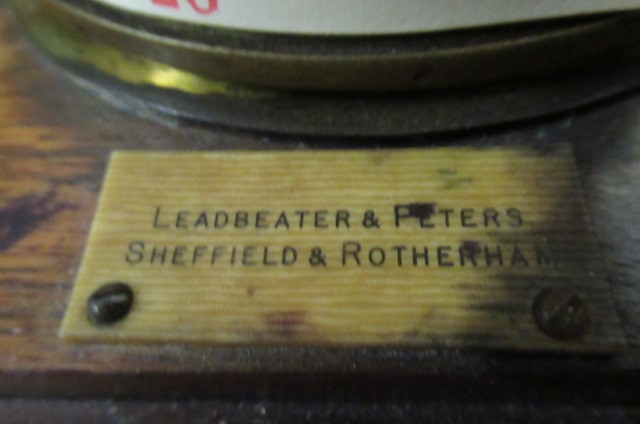 LEADBEATER & PETERS
SHEFFIELD & ROTHERHAM